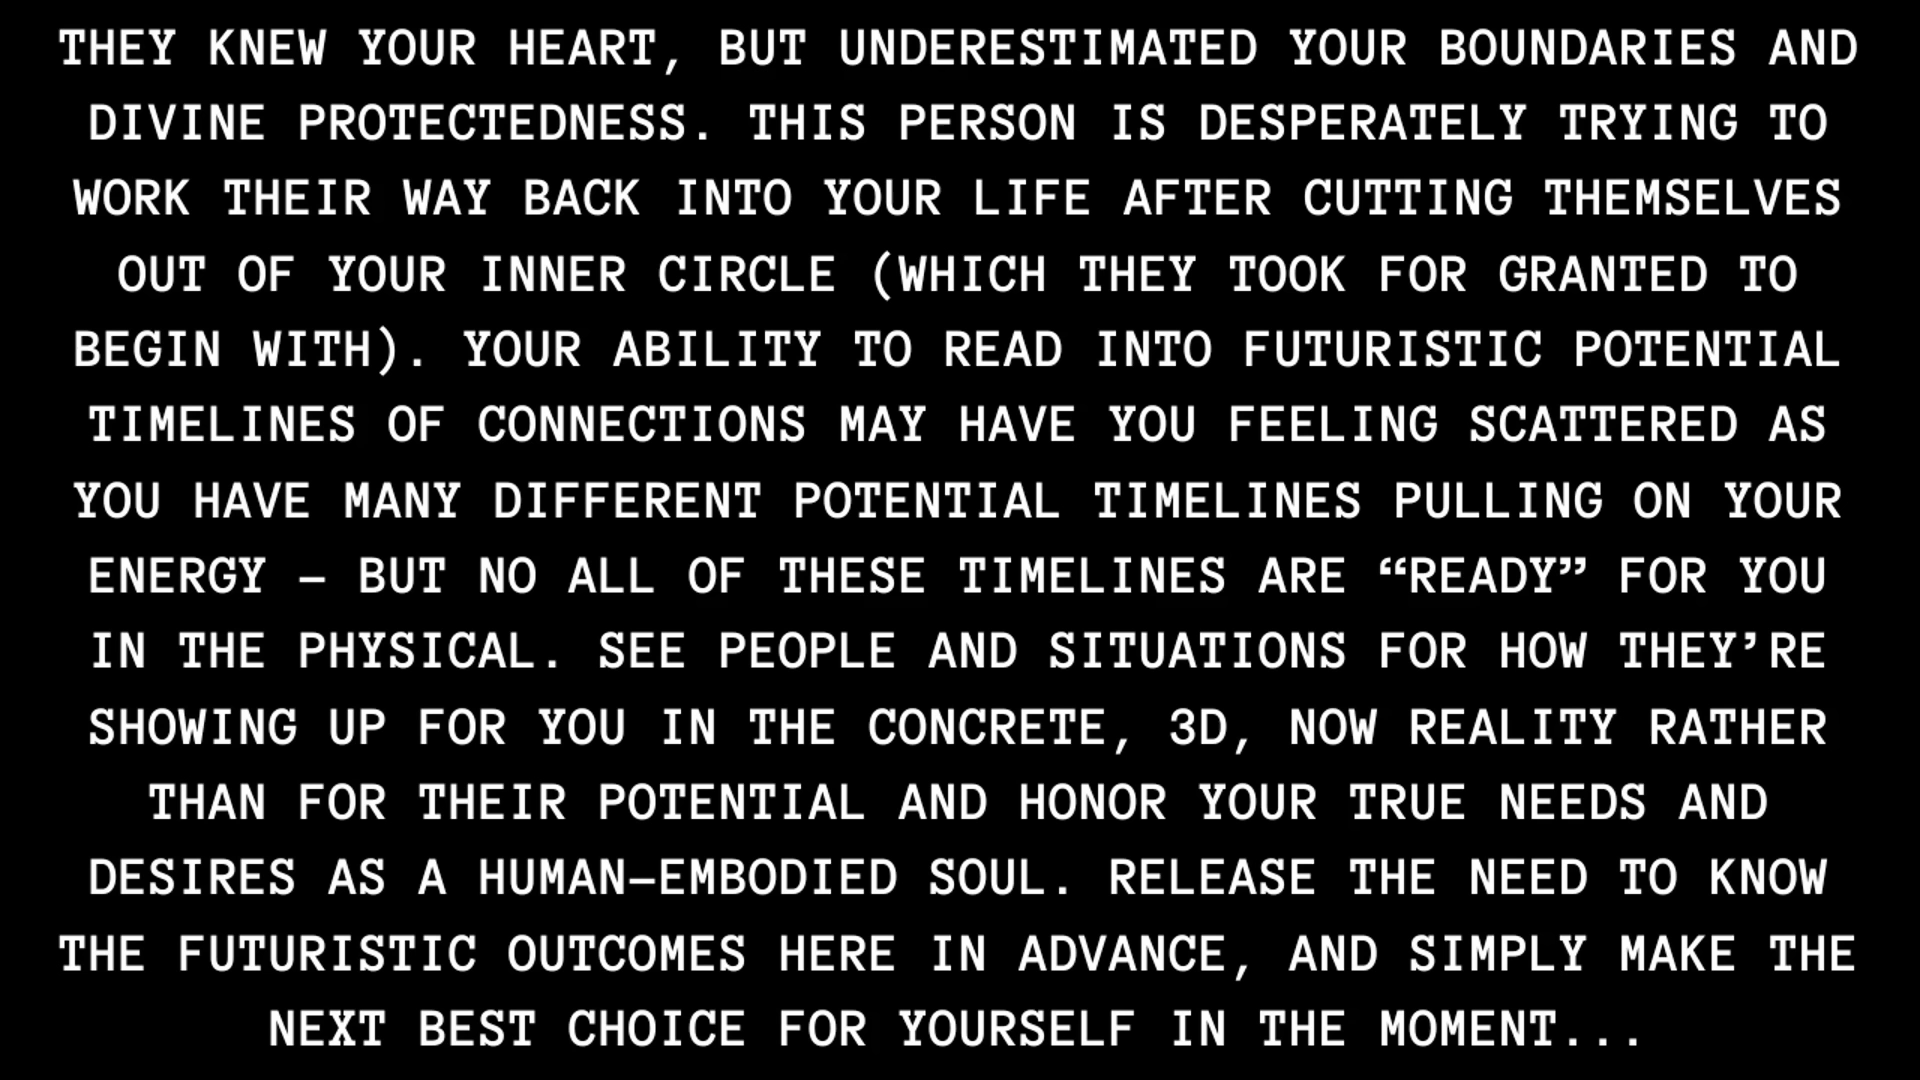 THEY KNEW YOUR HEART, BUT UNDERESTIMATED YOUR BOUNDARIES AND
DIVINE PROTECTEDNESS. THIS PERSON IS DESPERATELY TRYING TO
WORK THEIR WAY BACK INTO YOUR LIFE AFTER CUTTING THEMSELVES
OUT OF YOUR INNER CIRCLE (WHICH THEY TOOK FOR GRANTED TO
BEGIN WITH). YOUR ABILITY TO READ INTO FUTURISTIC POTENTIAL
TIMELINES OF CONNECTIONS MAY HAVE YOU FEELING SCATTERED AS
YOU HAVE MANY DIFFERENT POTENTIAL TIMELINES PULLING ON YOUR
ENERGY – BUT NO ALL OF THESE TIMELINES ARE “READY” FOR YOU
IN THE PHYSICAL. SEE PEOPLE AND SITUATIONS FOR HOW THEY’RE
SHOWING UP FOR YOU IN THE CONCRETE, 3D, NOW REALITY RATHER
THAN FOR THEIR POTENTIAL AND HONOR YOUR TRUE NEEDS AND
DESIRES AS A HUMAN–EMBODIED SOUL. RELEASE THE NEED TO KNOW
THE FUTURISTIC OUTCOMES HERE IN ADVANCE, AND SIMPLY MAKE THE
NEXT BEST CHOICE FOR YOURSELF IN THE MOMENT...